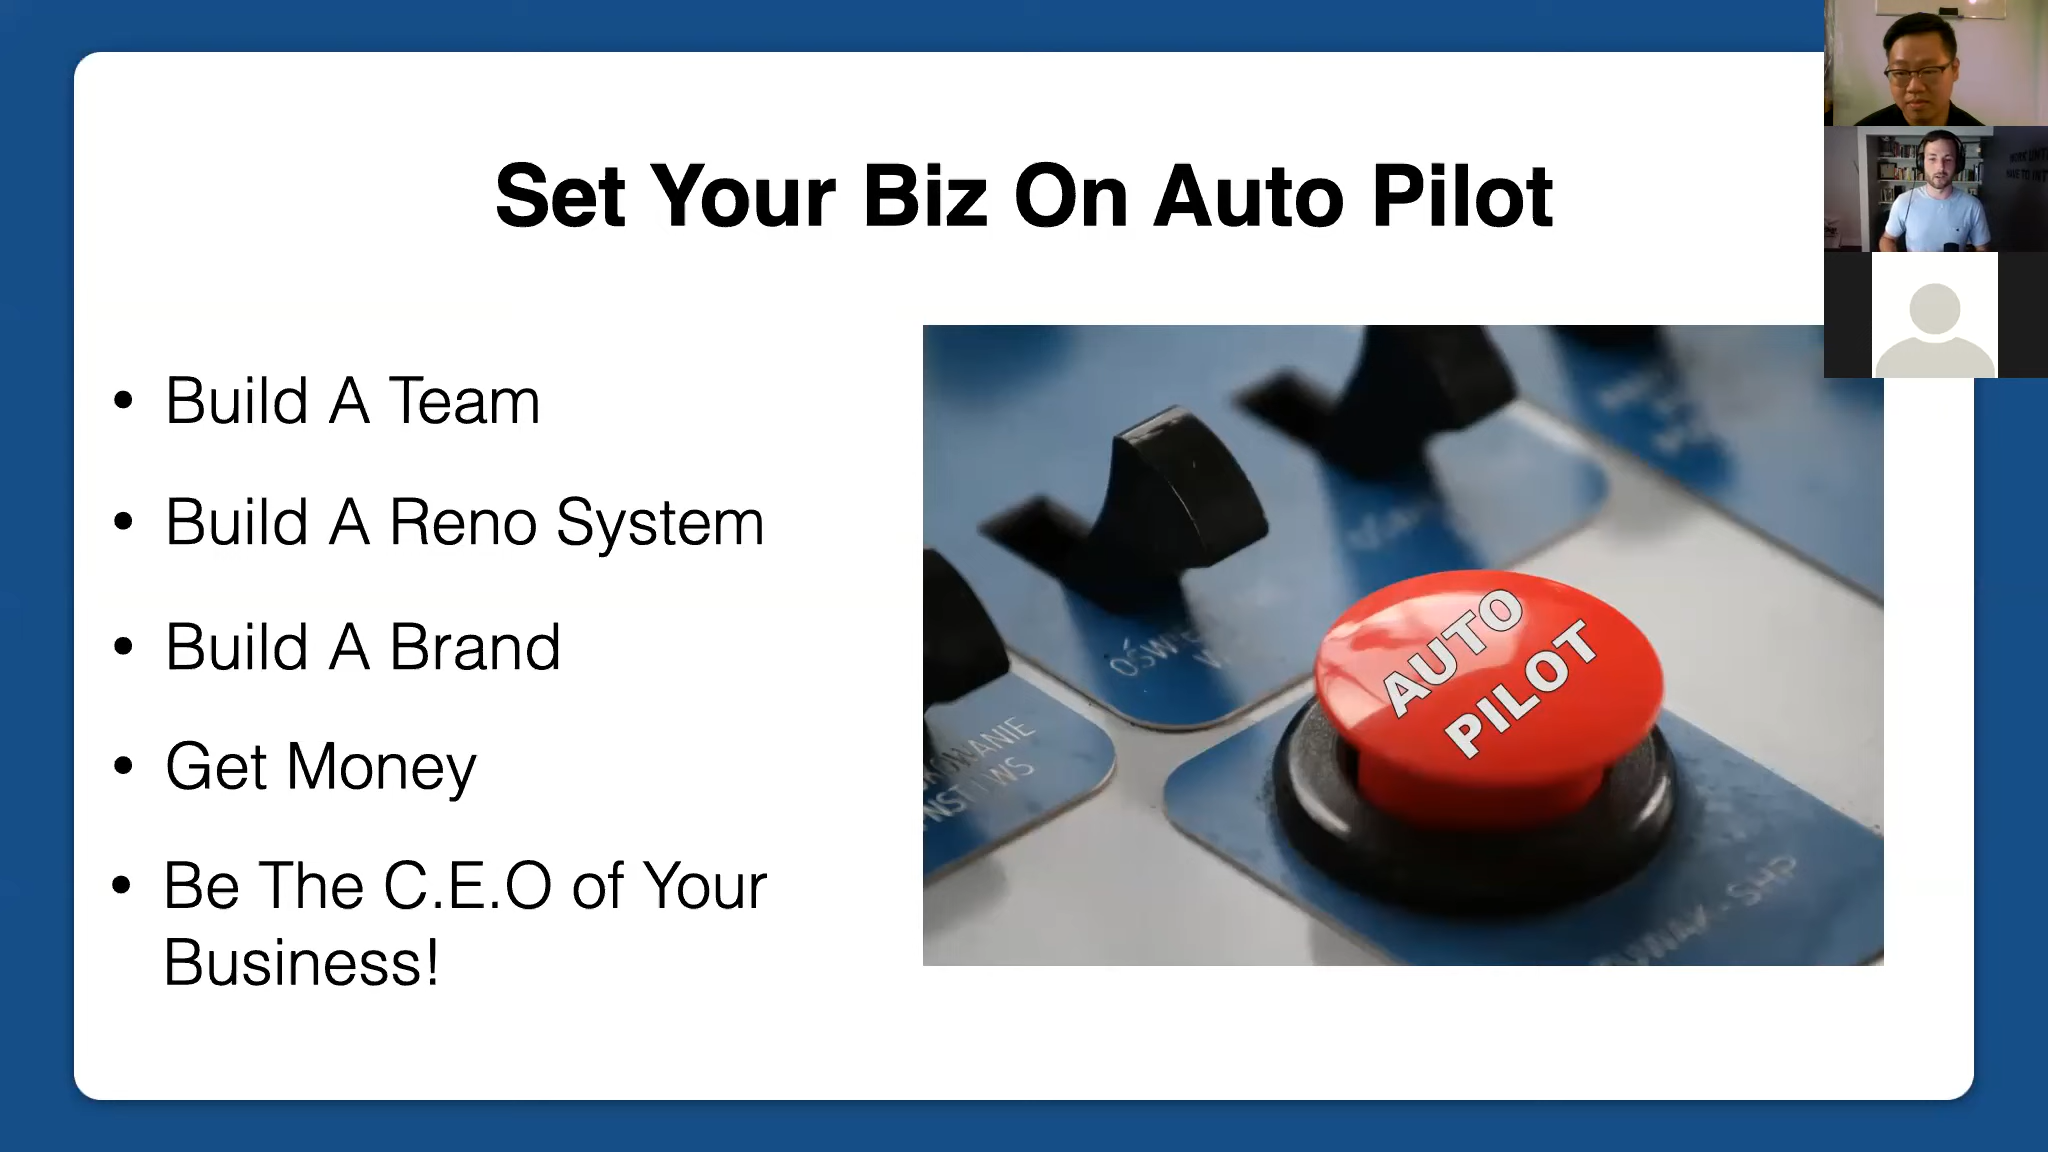 Set Your Biz On Auto Pilot
• Build A Team
• Build A Reno System
• Build A Brand
• Get Money
• Be The C.E.O of Your
Business!
AUTO
PILOT